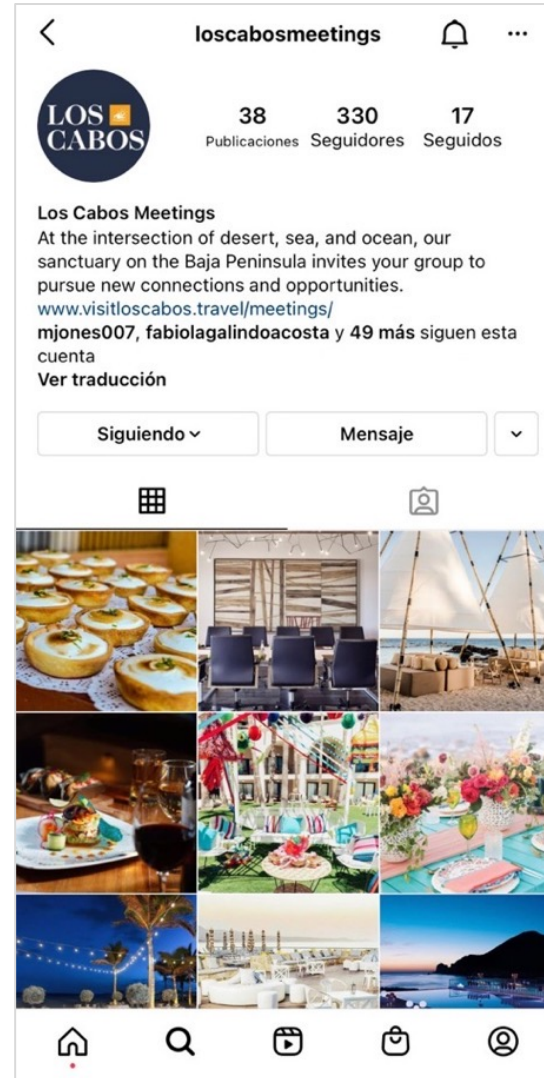 loscabosmeetings
LOS
CABOS
38 330 17
Publicaciones Seguidores Seguidos
Los Cabos Meetings
At the intersection of desert, sea, and ocean, our
sanctuary on the Baja Peninsula invites your group to
pursue new connections and opportunities.
www.visitloscabos.travel/meetings/
mjones007, fabiolagalindoacosta y 49 más siguen esta
cuenta
Ver traducción
Siguiendo Mensaje